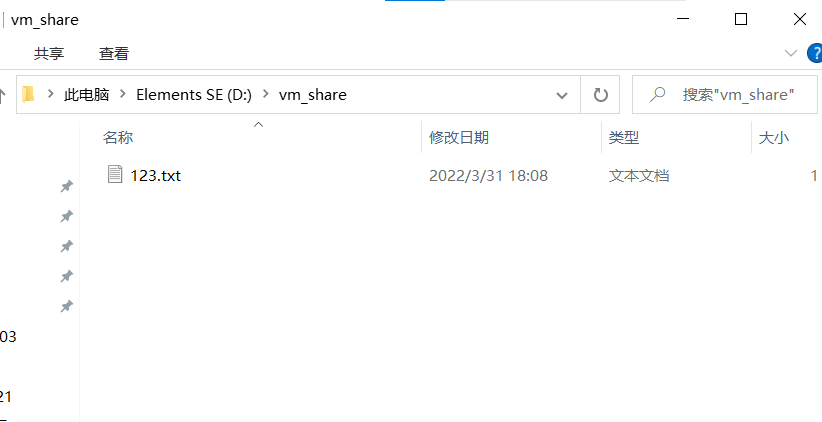 vm_share
共享 查看
此电脑 Elements SE (D:) vm_share 搜索"vm_share"
名称 修改日期 类型 大小
123.txt 2022/3/31 18:08 文本文档 1
03
21